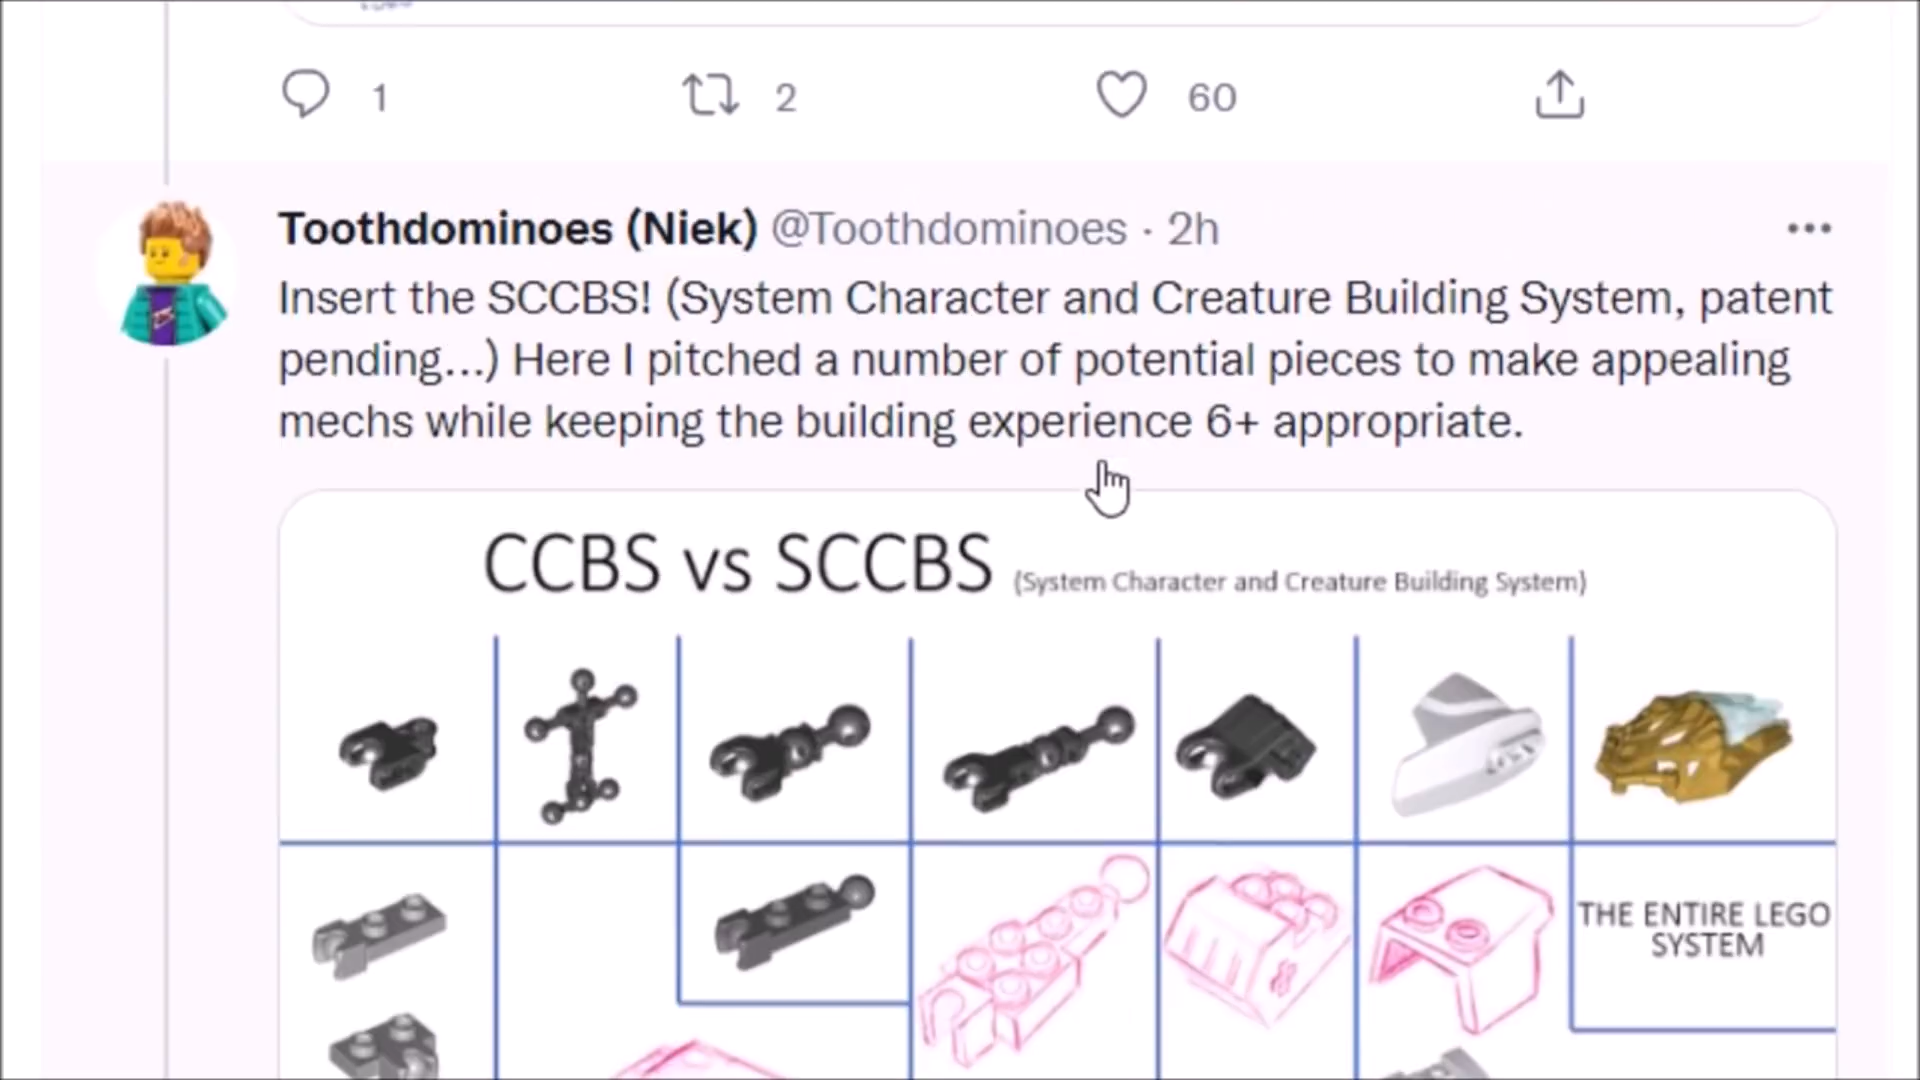 1 2 60
Toothdominoes (Niek) @Toothdominoes · 2h
Insert the SCCBS! (System Character and Creature Building System, patent
pending...) Here I pitched a number of potential pieces to make appealing
mechs while keeping the building experience 6+ appropriate.
CCBS vs SCCBS (System Character and Creature Building System)
THE ENTIRE LEGO
SYSTEM